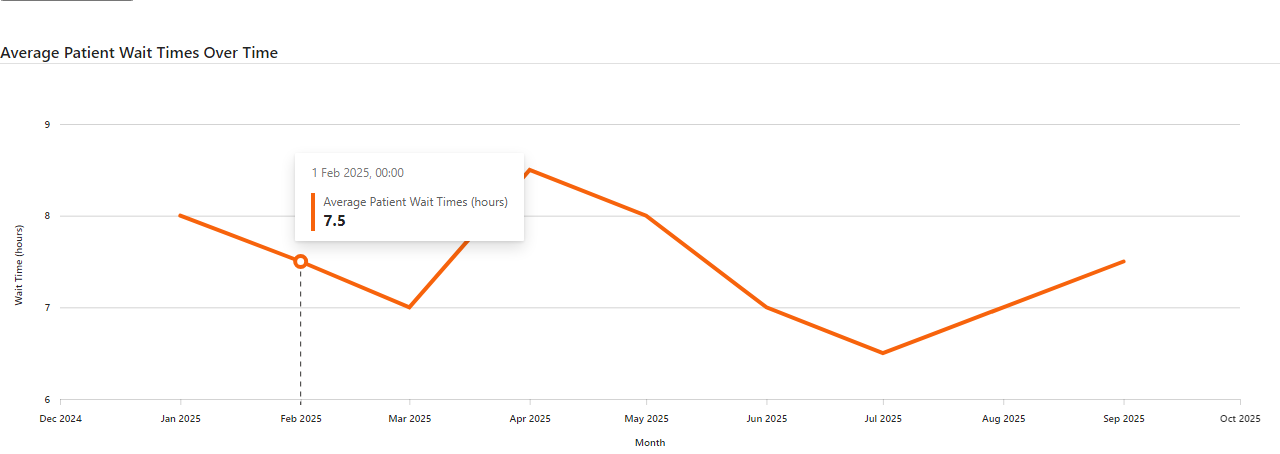 Average Patient Wait Times Over Time
9
8
7
6
Wait Time (hours)
1 Feb 2025, 00:00
Average Patient Wait Times (hours)
7.5
Dec 2024 Jan 2025 Feb 2025 Mar 2025 Apr 2025 May 2025 Jun 2025 Jul 2025 Aug 2025 Sep 2025 Oct 2025
Month